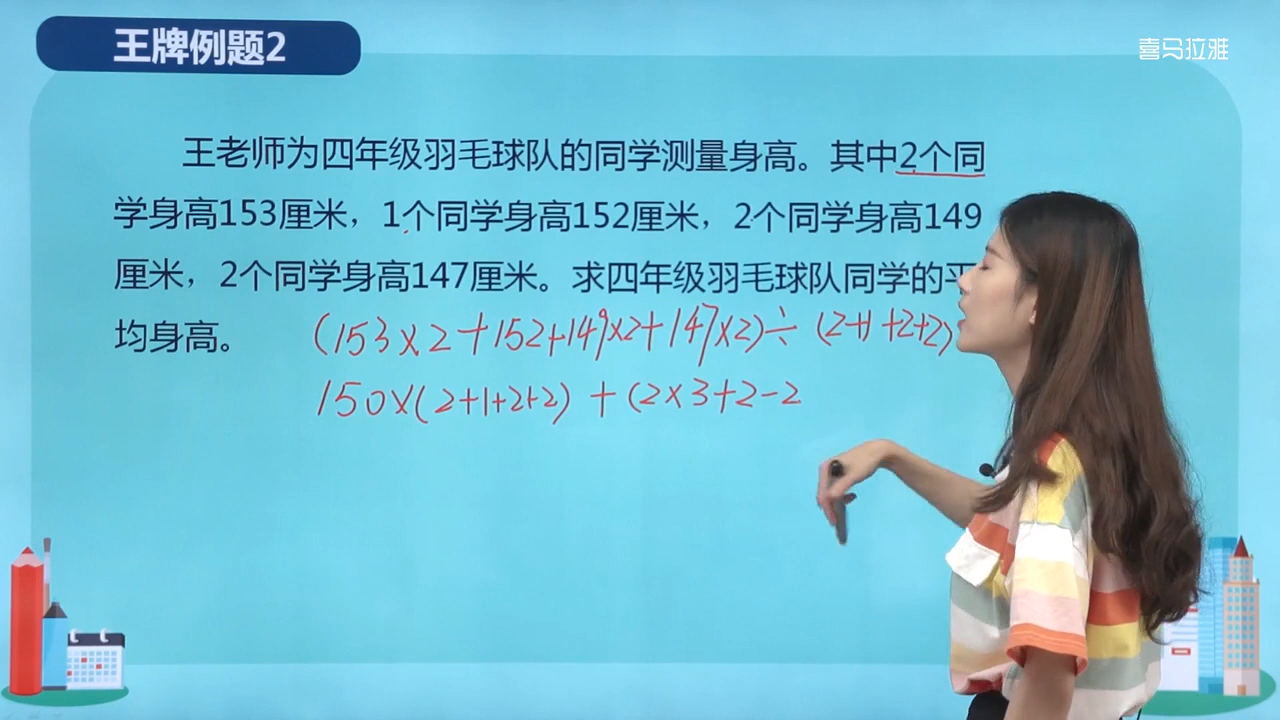 王牌例题2
喜马拉雅
王老师为四年级羽毛球队的同学测量身高。其中2个同
学身高153厘米，1个同学身高152厘米，2个同学身高149
厘米，2个同学身高147厘米。求四年级羽毛球队同学的平
均身高。
(153×2+152+149×2+147×2)÷(2+1+2+2)
150×(2+1+2+2)+(2×3+2-2